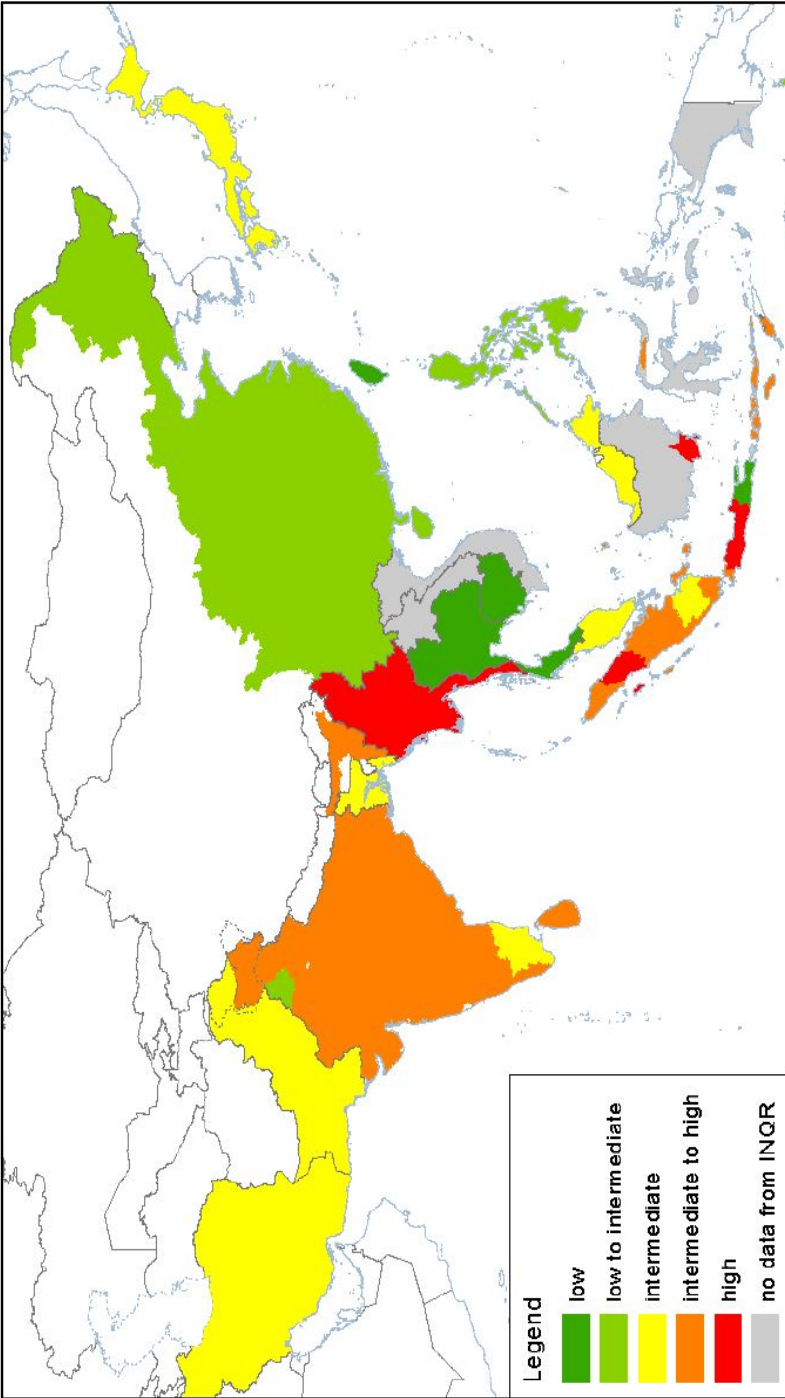 Legend
low
low to intermediate
intermediate
intermediate to high
high
no data from INQR